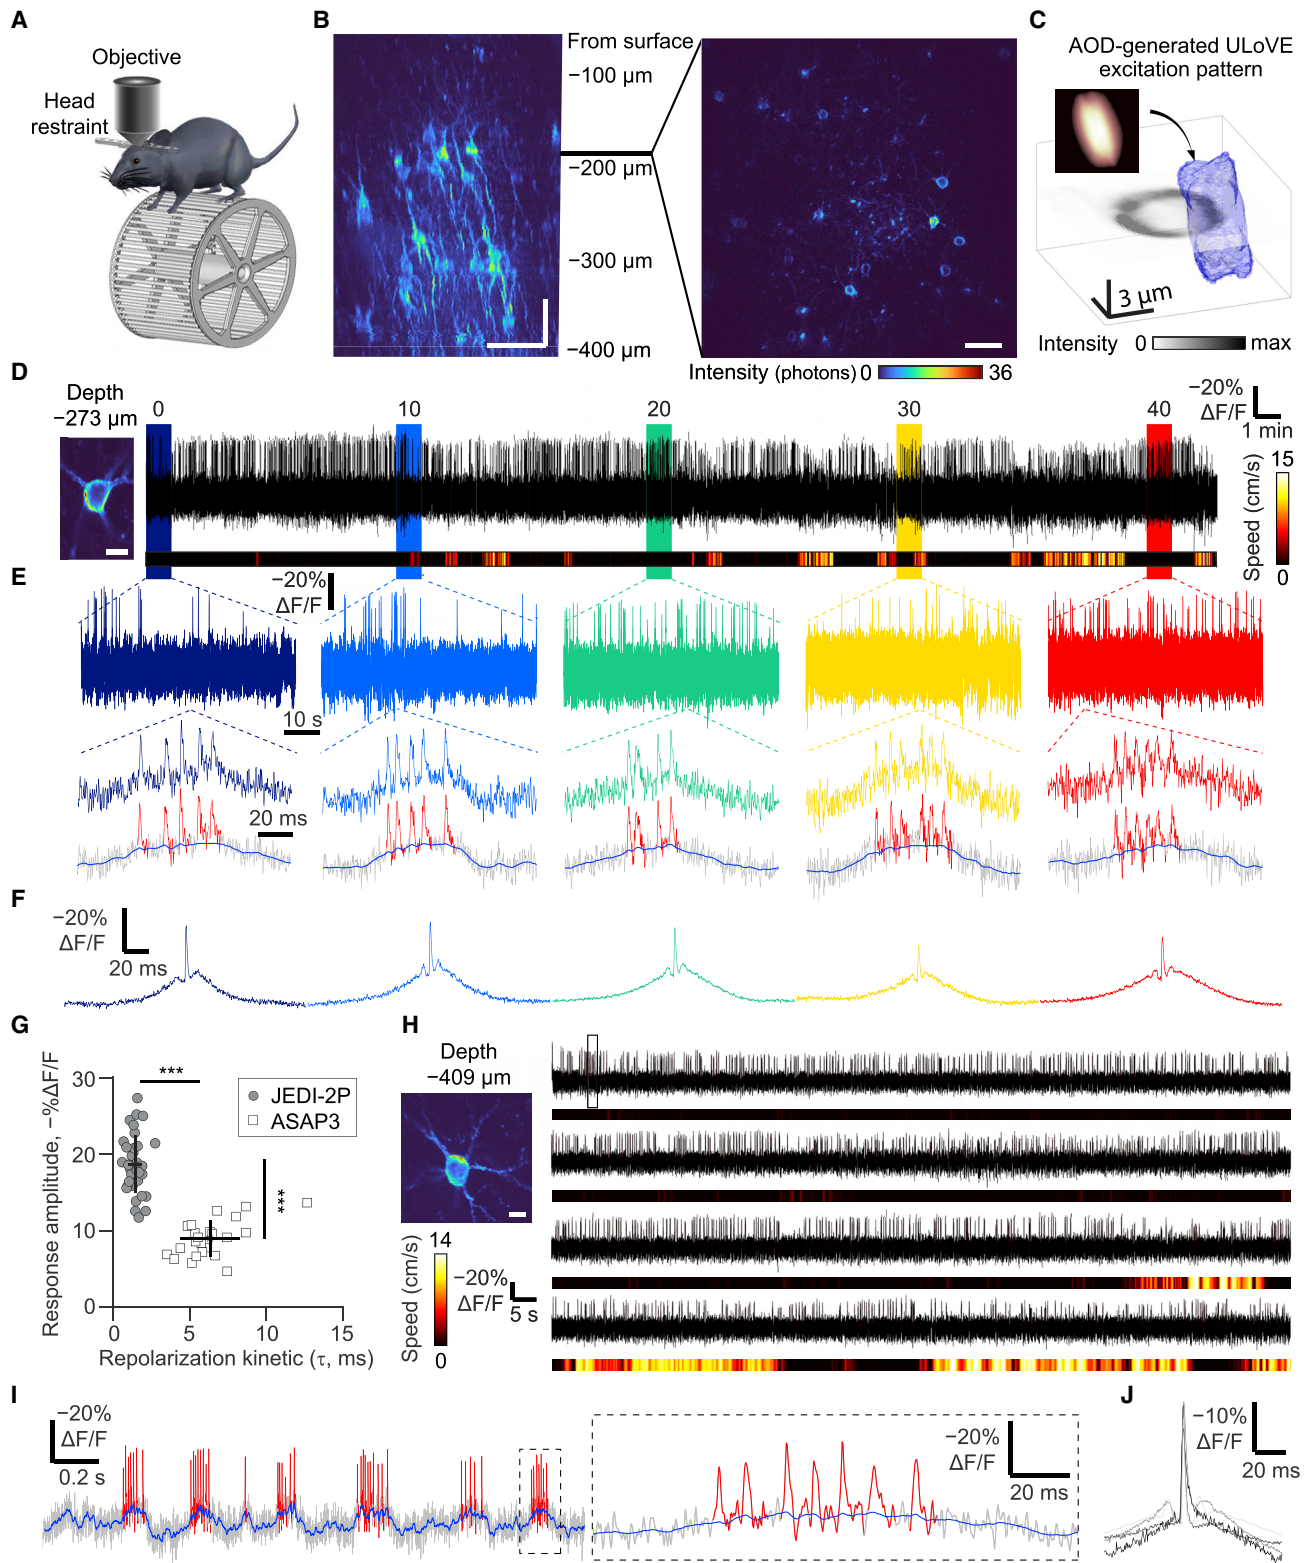 A
Objective
Head
restraint
B
From surface
−100 µm
−200 µm
−300 µm
−400 µm
Intensity (photons) 0 36
C
AOD-generated ULoVE
excitation pattern
3 µm
Intensity 0 max
D
Depth
−273 µm
0 10 20 30 40
−20%
ΔF/F
1 min
15
Speed (cm/s)
0
E
−20%
ΔF/F
10 s
20 ms
F
−20%
ΔF/F
20 ms
G
Response amplitude, −%ΔF/F
30
20
10
0
***
JEDI-2P
ASAP3
***
0 5 10 15
Repolarization kinetic (τ, ms)
H
Depth
−409 µm
14
Speed (cm/s)
0
−20%
ΔF/F
5 s
I
−20%
ΔF/F
0.2 s
−20%
ΔF/F
20 ms
J
−10%
ΔF/F
20 ms